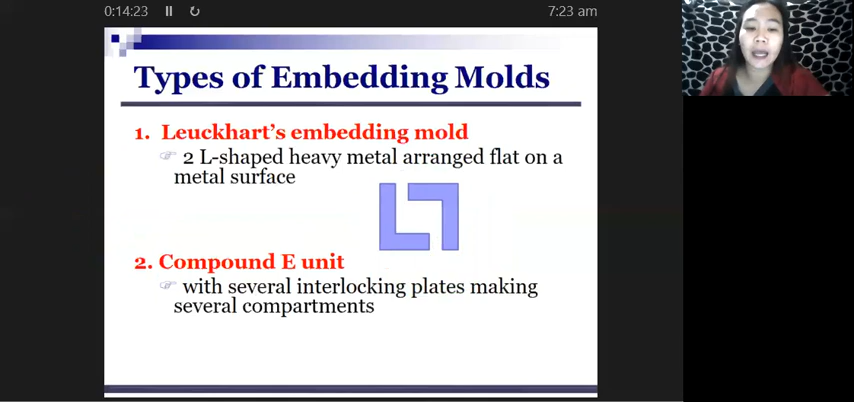 0:14:23
7:23 am
Types of Embedding Molds
1. Leuckhart's embedding mold
2 L-shaped heavy metal arranged flat on a
metal surface
2. Compound E unit
with several interlocking plates making
several compartments